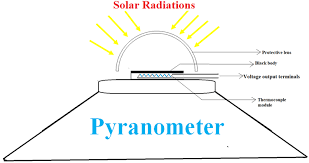 Solar Radiations
Protective lens
Black body
Voltage output terminals
Thermocouple
module
Pyranometer